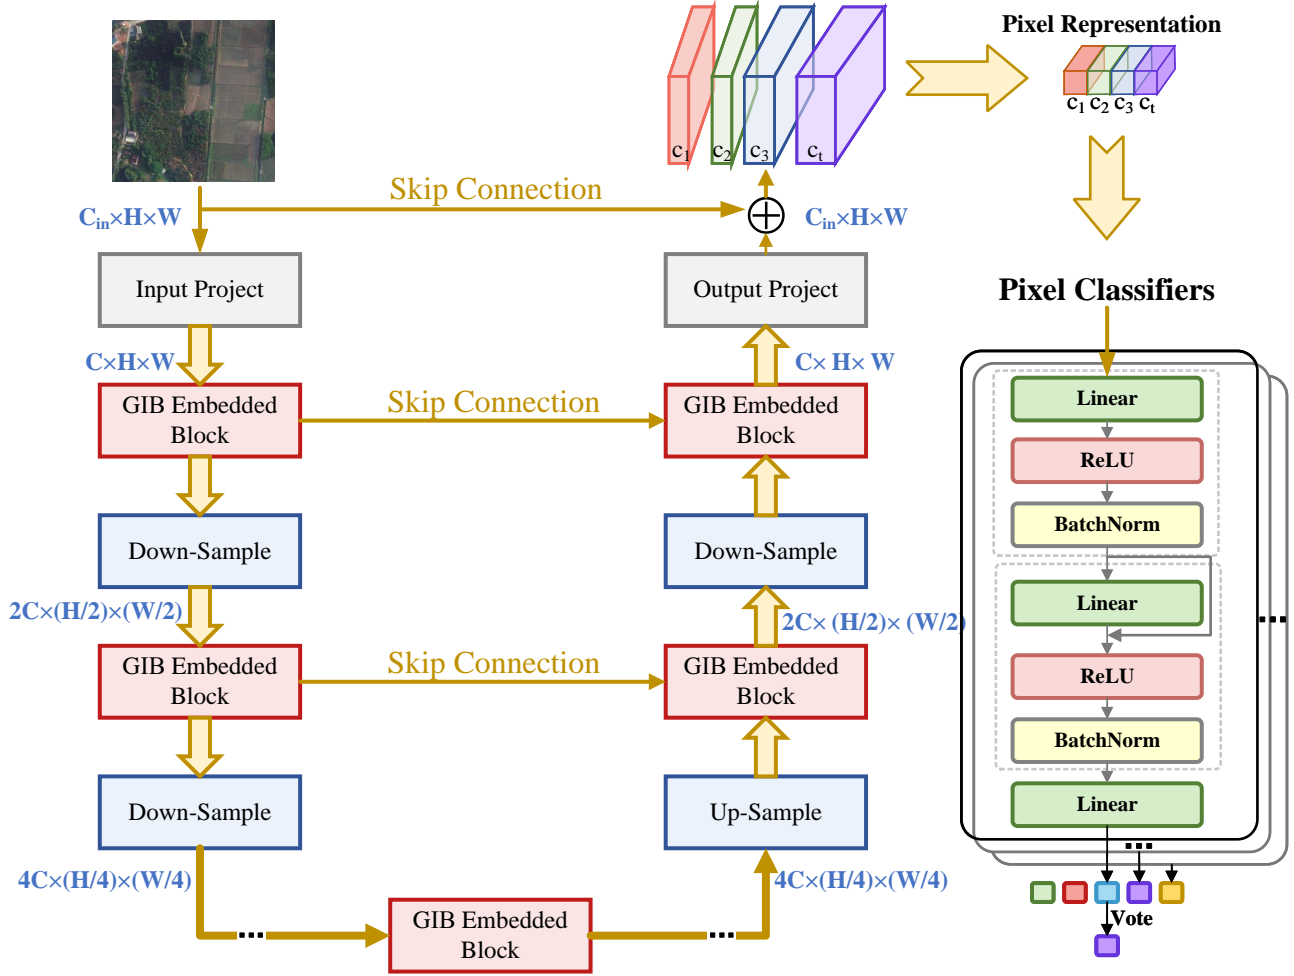 Pixel Representation
c1 c2 c3 ct
c1 c2 c3 ct
Skip Connection
Cin×H×W
Cin×H×W
Input Project
Output Project
Pixel Classifiers
C×H×W
C× H× W
GIB Embedded
Block
Skip Connection
GIB Embedded
Block
Linear
ReLU
BatchNorm
Down-Sample
Down-Sample
2C×(H/2)×(W/2)
2C× (H/2)× (W/2)
Linear
...
GIB Embedded
Block
Skip Connection
GIB Embedded
Block
ReLU
BatchNorm
Down-Sample
Up-Sample
Linear
...
4C×(H/4)×(W/4)
4C×(H/4)×(W/4)
...
GIB Embedded
Block
...
Vote